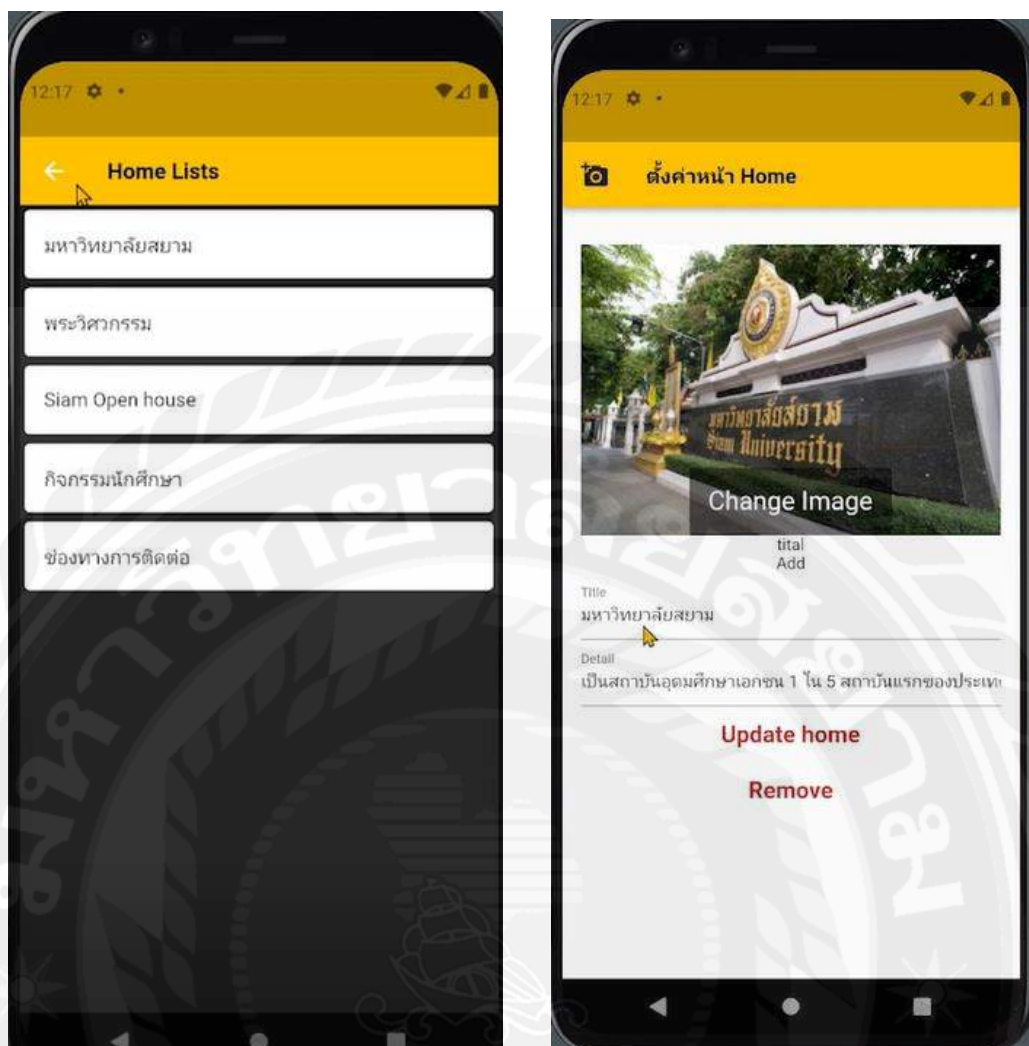 12:17
Home Lists
มหาวิทยาลัยสยาม
พระวิศวกรรม
Siam Open house
กิจกรรมนักศึกษา
ช่องทางการติดต่อ
12:17
ตั้งค่าหน้า Home
มหาวิทยาลัยสยาม
Siam University
Change Image
tital
Add
Title
มหาวิทยาลัยสยาม
Detail
เป็นสถาบันอุดมศึกษาเอกชน 1 ใน 5 สถาบันแรกของประเท
Update home
Remove